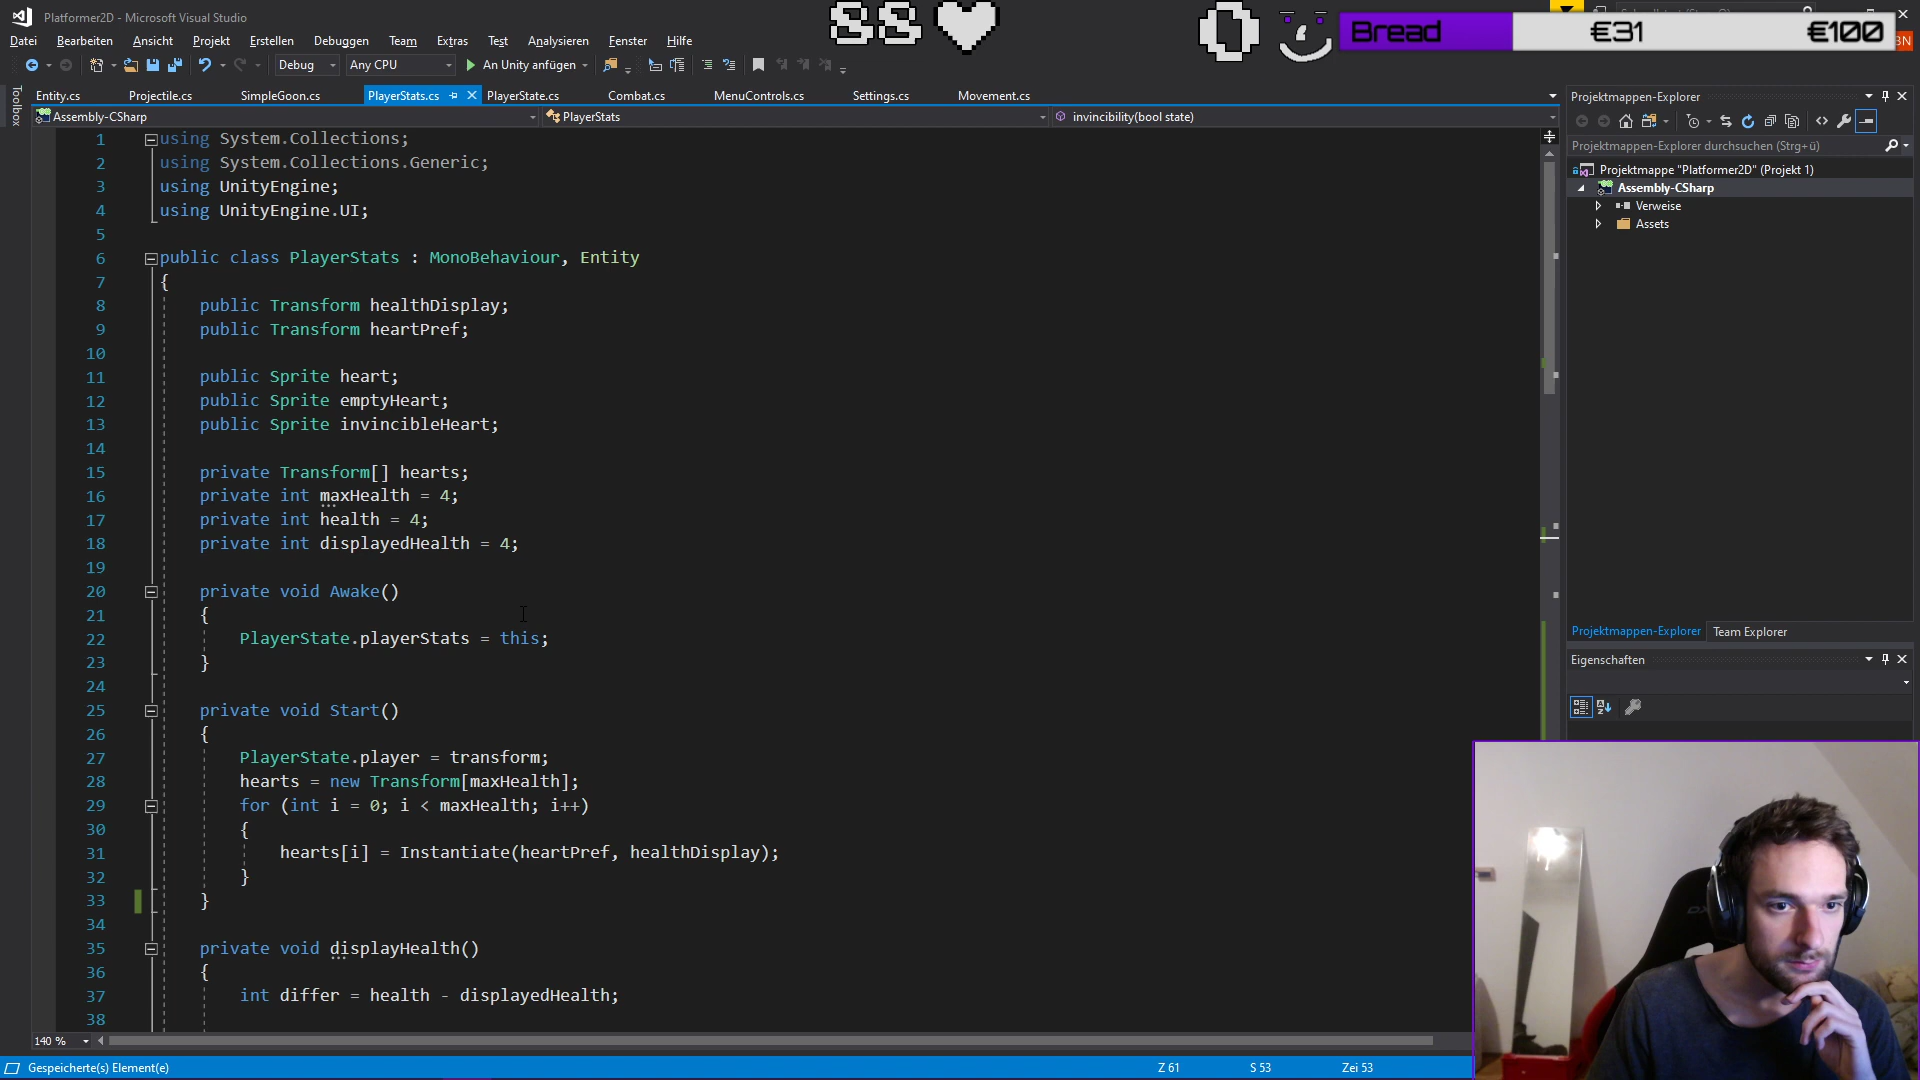 Platformer2D - Microsoft Visual Studio
Datei Bearbeiten Ansicht Projekt Erstellen Debuggen Team Extras Test Analysieren Fenster Hilfe
Debug Any CPU An Unity anfügen
0 Bread €31 €100
Entity.cs Projectile.cs SimpleGoon.cs PlayerStats.cs PlayerState.cs Combat.cs MenuControls.cs Settings.cs Movement.cs
Assembly-CSharp PlayerStats invincibility(bool state)
Toolbox
1 using System.Collections;
2 using System.Collections.Generic;
3 using UnityEngine;
4 using UnityEngine.UI;
5
6 public class PlayerStats : MonoBehaviour, Entity
7 {
8 public Transform healthDisplay;
9 public Transform heartPref;
10
11 public Sprite heart;
12 public Sprite emptyHeart;
13 public Sprite invincibleHeart;
14
15 private Transform[] hearts;
16 private int maxHealth = 4;
17 private int health = 4;
18 private int displayedHealth = 4;
19
20 private void Awake()
21 {
22 PlayerState.playerStats = this;
23 }
24
25 private void Start()
26 {
27 PlayerState.player = transform;
28 hearts = new Transform[maxHealth];
29 for (int i = 0; i < maxHealth; i++)
30 {
31 hearts[i] = Instantiate(heartPref, healthDisplay);
32 }
33 }
34
35 private void displayHealth()
36 {
37 int differ = health - displayedHealth;
38
140 %
Gespeicherte(s) Element(e) Z 61 S 53 Zei 53
Projektmappen-Explorer
Projektmappen-Explorer durchsuchen (Strg+ü)
Projektmappe "Platformer2D" (Projekt 1)
Assembly-CSharp
Verweise
Assets
Projektmappen-Explorer Team Explorer
Eigenschaften